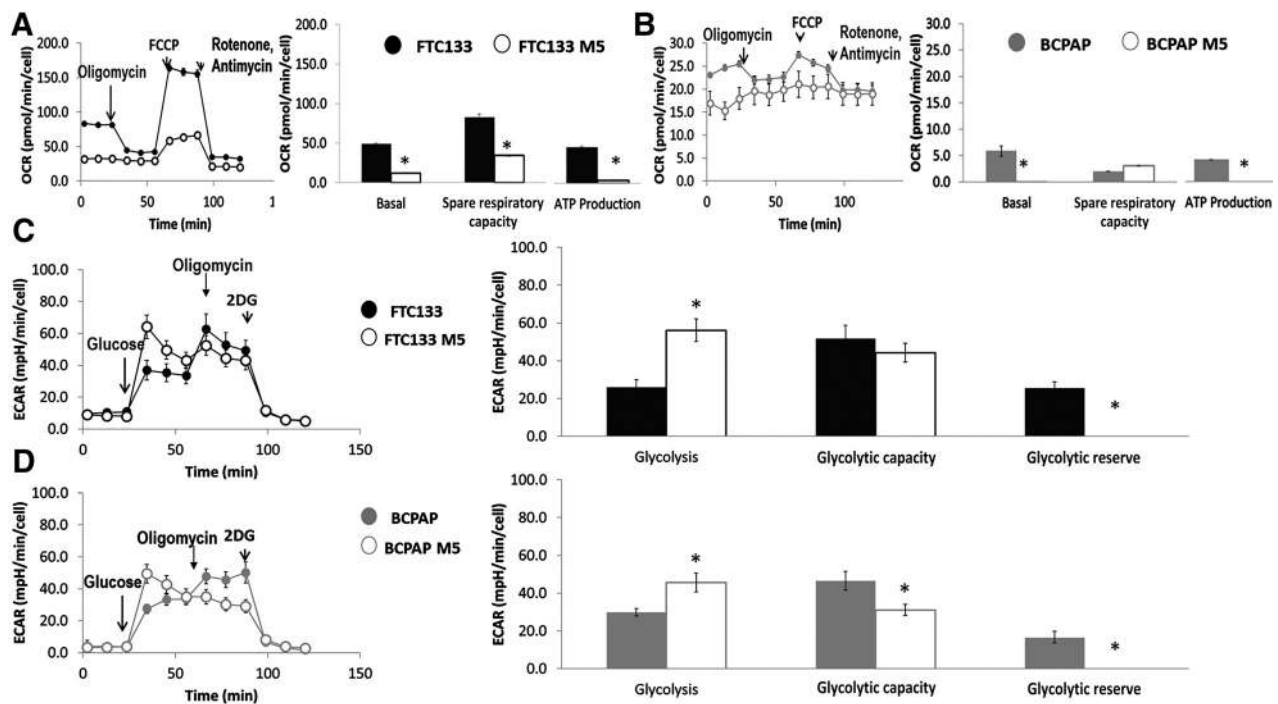 A
OCR (pmol/min/cell)
200.0
150.0
100.0
50.0
0.0
FCCP
Rotenone,
Antimycin
Oligomycin
0 50 100 1
Time (min)
OCR (pmol/min/cell)
200.0
150.0
100.0
50.0
0.0
FTC133 FTC133 M5
* * *
Basal Spare respiratory capacity ATP Production
B
OCR (pmol/min/cell)
30.0
25.0
20.0
15.0
10.0
5.0
0.0
FCCP
Oligomycin
Rotenone,
Antimycin
0 50 100
Time (min)
OCR (pmol/min/cell)
30.0
25.0
20.0
15.0
10.0
5.0
0.0
BCPAP BCPAP M5
* *
Basal Spare respiratory capacity ATP Production
C
ECAR (mpH/min/cell)
100.0
80.0
60.0
40.0
20.0
0.0
Oligomycin
2DG
Glucose
FTC133
FTC133 M5
0 50 100 150
Time (min)
ECAR (mpH/min/cell)
100.0
80.0
60.0
40.0
20.0
0.0
* *
Glycolysis Glycolytic capacity Glycolytic reserve
D
ECAR (mpH/min/cell)
100.0
80.0
60.0
40.0
20.0
0.0
Oligomycin 2DG
Glucose
BCPAP
BCPAP M5
0 50 100 150
Time (min)
ECAR (mpH/min/cell)
100.0
80.0
60.0
40.0
20.0
0.0
* * *
Glycolysis Glycolytic capacity Glycolytic reserve